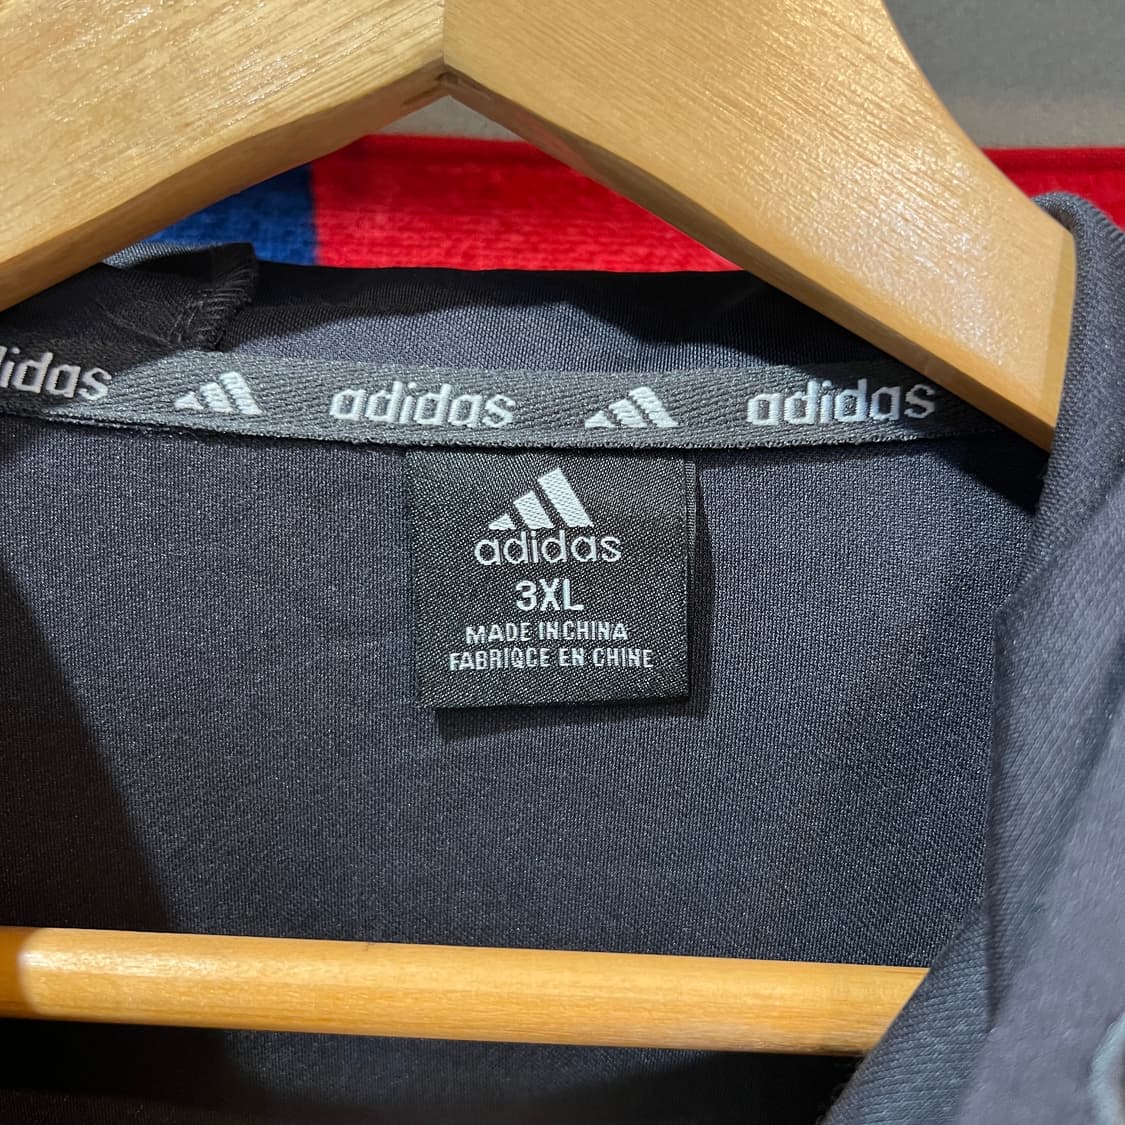 adidas adidas adidas
adidas
3XL
MADE IN CHINA
FABRIQCE EN CHINE